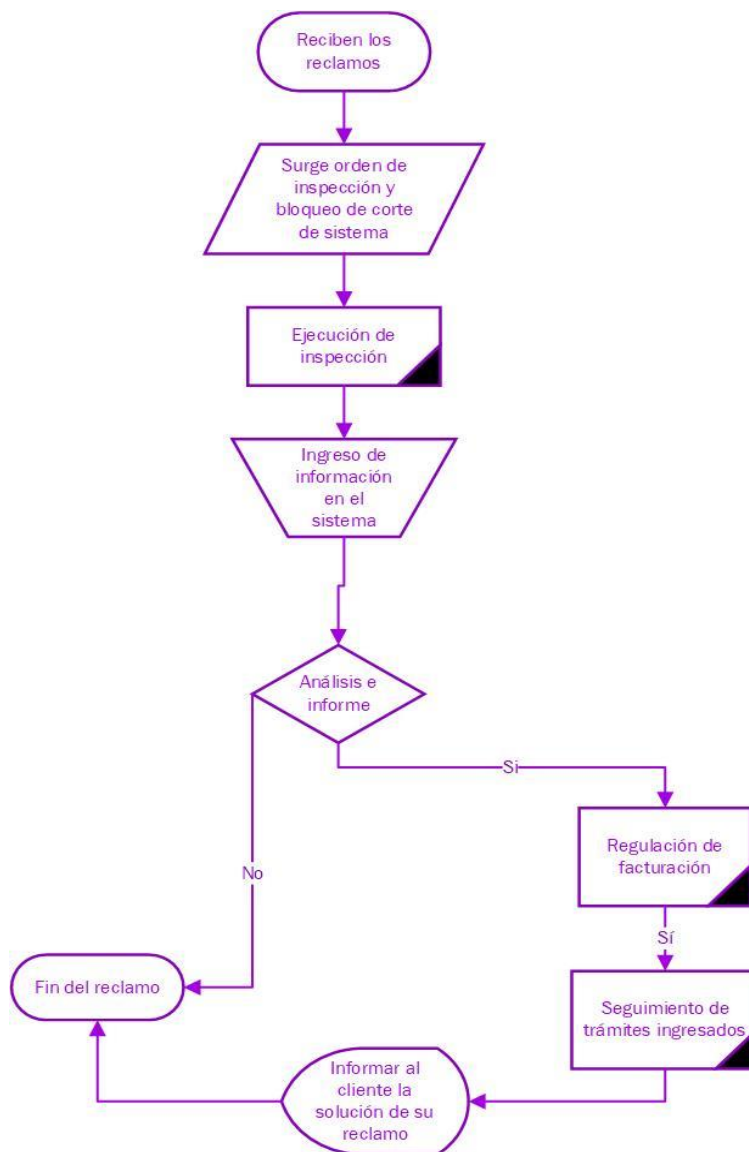 Reciben los
reclamos
Surge orden de
inspección y
bloqueo de corte
de sistema
Ejecución de
inspección
Ingreso de
información
en el
sistema
Análisis e
informe
Si
Regulación de
facturación
No
Sí
Fin del reclamo
Seguimiento de
trámites ingresados
Informar al
cliente la
solución de su
reclamo